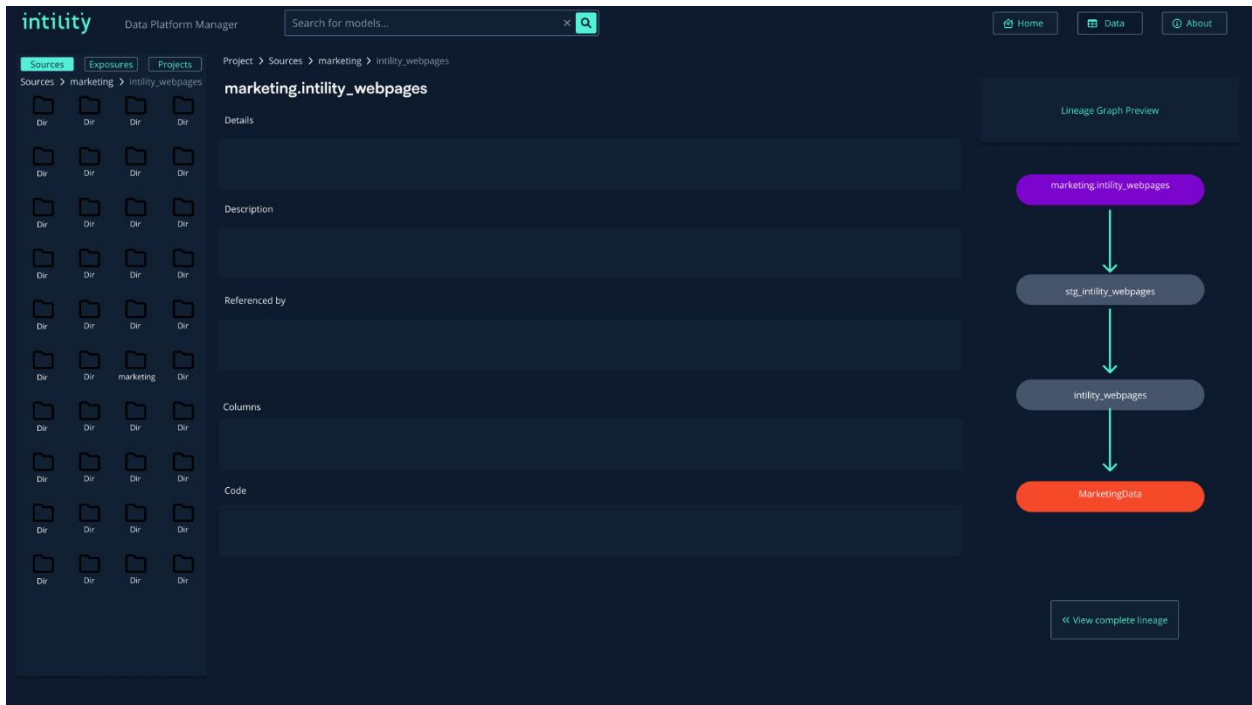 intility
Data Platform Manager
Search for models...
Home
Data
About
Sources
Exposures
Projects
Sources > marketing > intility_webpages
Dir Dir Dir Dir
Dir Dir Dir Dir
Dir Dir Dir Dir
Dir Dir Dir Dir
Dir Dir Dir Dir
Dir Dir marketing Dir
Dir Dir Dir Dir
Dir Dir Dir Dir
Dir Dir Dir Dir
Dir Dir Dir Dir
Project > Sources > marketing > intility_webpages
marketing.intility_webpages
Details
Description
Referenced by
Columns
Code
Lineage Graph Preview
marketing.intility_webpages
stg_intility_webpages
intility_webpages
MarketingData
« View complete lineage